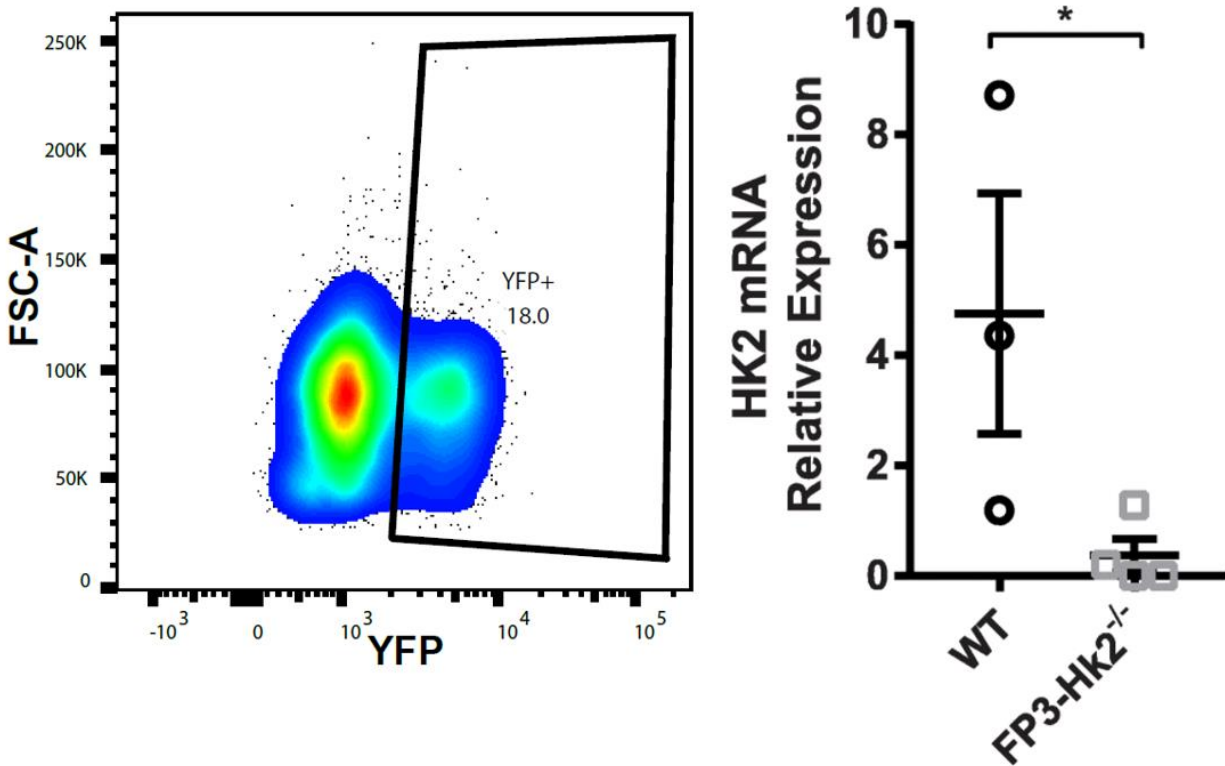 250K
200K
150K
100K
50K
0
FSC-A
YFP+
18.0
-10³
0
10³
10⁴
10⁵
YFP
*
10
8
6
4
2
0
HK2 mRNA
Relative Expression
WT
FP3-Hk2⁻/⁻